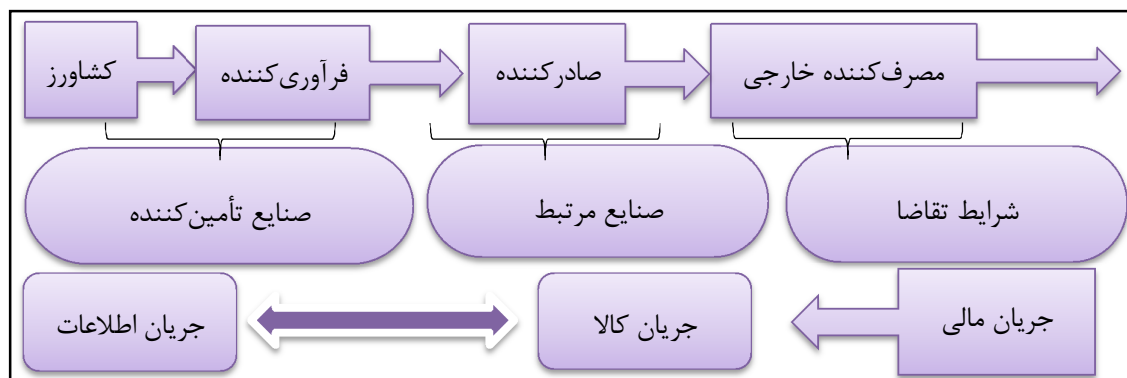 کشاورز
فرآوری‌کننده
صادرکننده
مصرف‌کننده خارجی
صنایع تأمین‌کننده
صنایع مرتبط
شرایط تقاضا
جریان اطلاعات
جریان کالا
جریان مالی